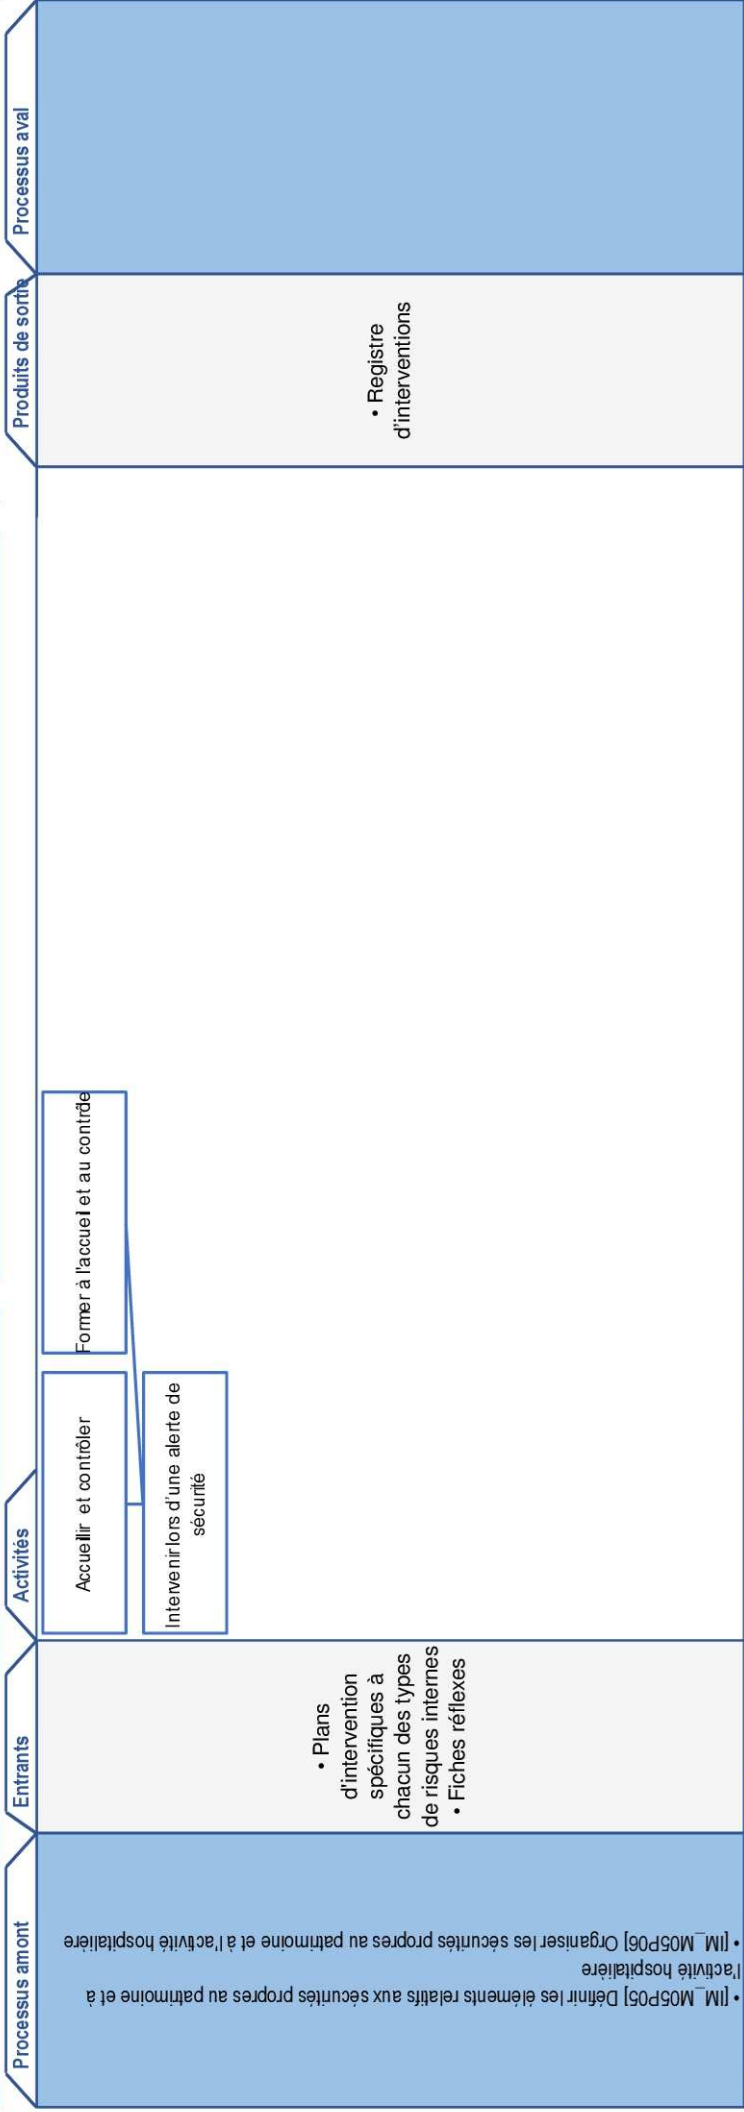 Processus amont
Entrants
Activités
Produits de sortie
Processus aval
• [IM_M05P05] Définir les éléments relatifs aux sécurités propres au patrimoine et à
l'activité hospitalière
• [IM_M05P06] Organiser les sécurités propres au patrimoine et à l'activité hospitalière
• Plans
d'intervention
spécifiques à
chacun des types
de risques internes
• Fiches réflexes
Accueillir et contrôler
Former à l'accueil et au contrôle
Intervenir lors d'une alerte de
sécurité
• Registre
d'interventions